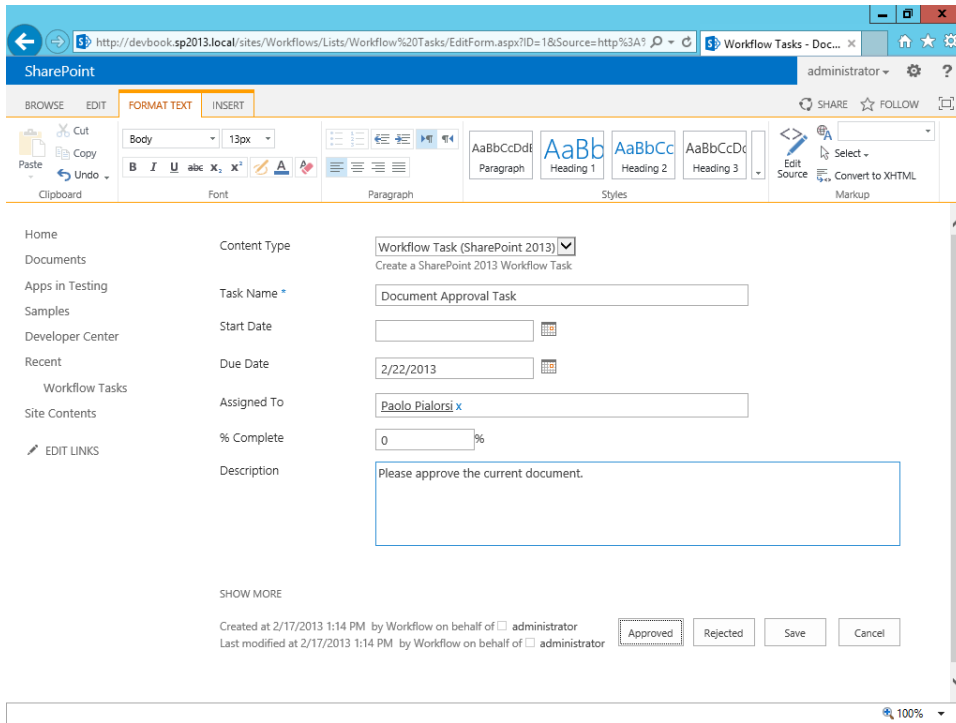 http://devbook.sp2013.local/sites/Workflows/Lists/Workflow%20Tasks/EditForm.aspx?ID=1&Source=http%3A%
Workflow Tasks - Doc...
SharePoint
administrator
?
BROWSE EDIT FORMAT TEXT INSERT
SHARE FOLLOW
Paste
Cut
Copy
Undo
Clipboard
Body 13px
B I U abc x₂ x² A
Font
Paragraph
AaBbCcDdE AaBb AaBbCc AaBbCcDc
Paragraph Heading 1 Heading 2 Heading 3
Styles
Edit Source
Select
Convert to XHTML
Markup
Home
Documents
Apps in Testing
Samples
Developer Center
Recent
Workflow Tasks
Site Contents
EDIT LINKS
Content Type Workflow Task (SharePoint 2013)
Create a SharePoint 2013 Workflow Task
Task Name * Document Approval Task
Start Date
Due Date 2/22/2013
Assigned To Paolo Pialorsi x
% Complete 0 %
Description Please approve the current document.
SHOW MORE
Created at 2/17/2013 1:14 PM by Workflow on behalf of administrator
Last modified at 2/17/2013 1:14 PM by Workflow on behalf of administrator
Approved Rejected Save Cancel
100%